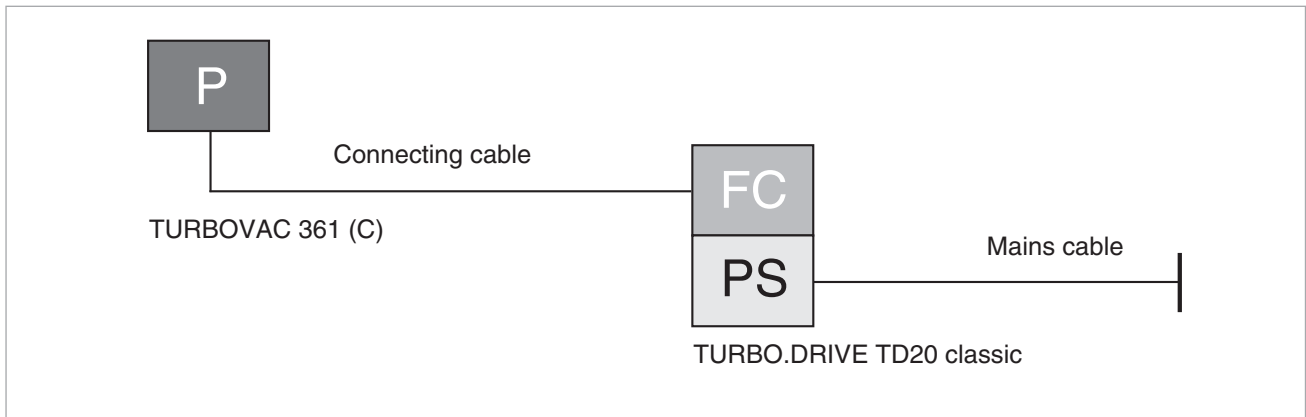 P
Connecting cable
FC
TURBOVAC 361 (C)
Mains cable
PS
TURBO.DRIVE TD20 classic